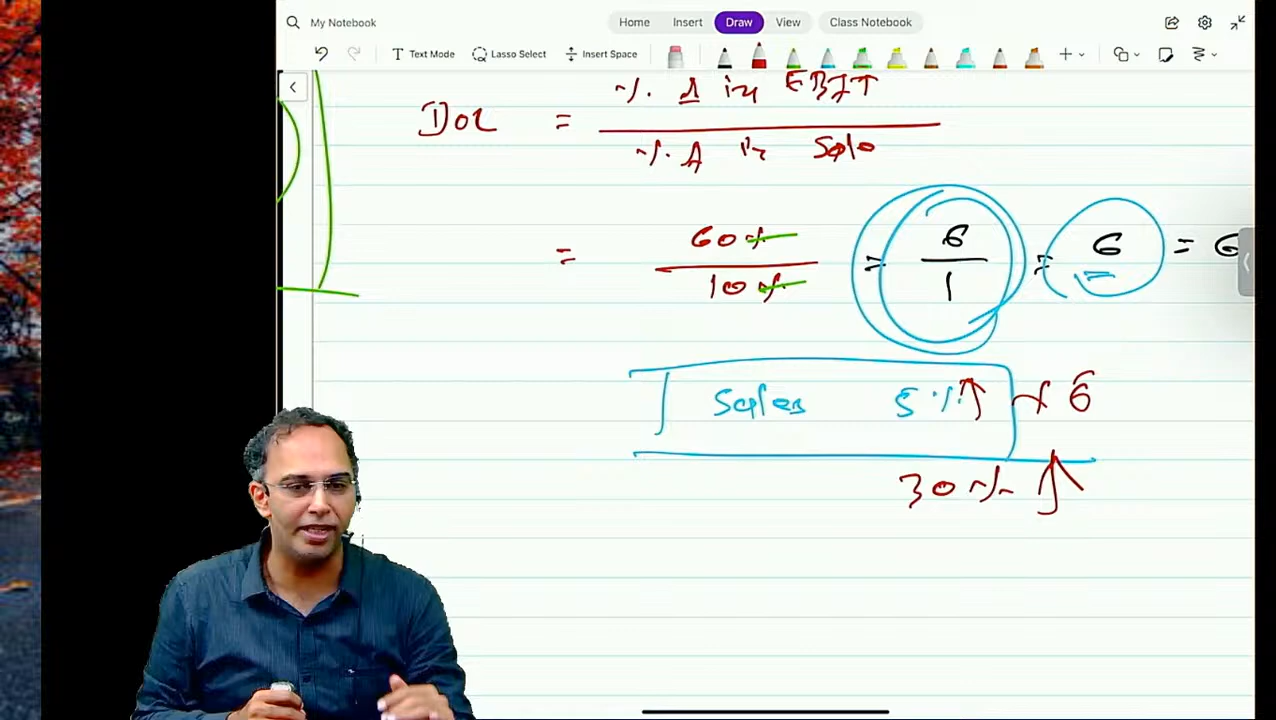 My Notebook Home Insert Draw View Class Notebook
T Text Mode Lasso Select Insert Space
% Δ in EBIT
DOL = 
% Δ in Sales
= 60% = 6 = 6 = 6
10% 1
Sales 5% ↑ × 6
30% ↑